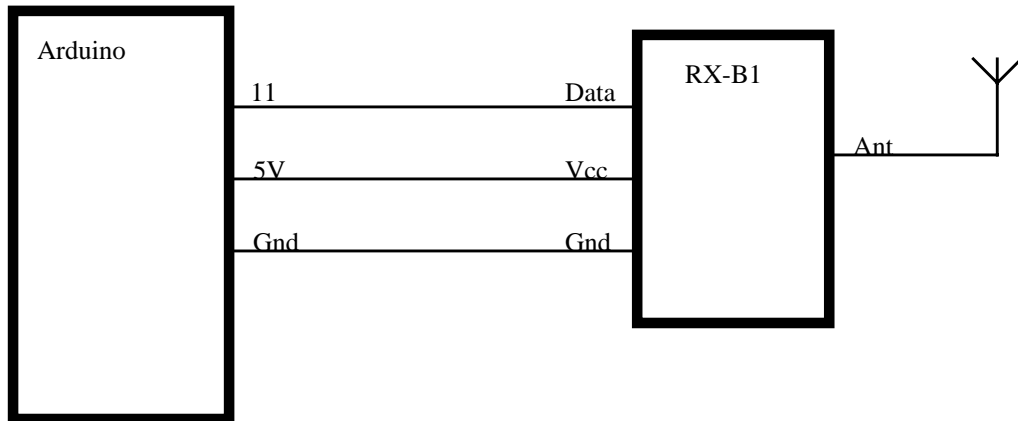 Arduino
RX-B1
11 Data
Ant
5V Vcc
Gnd Gnd